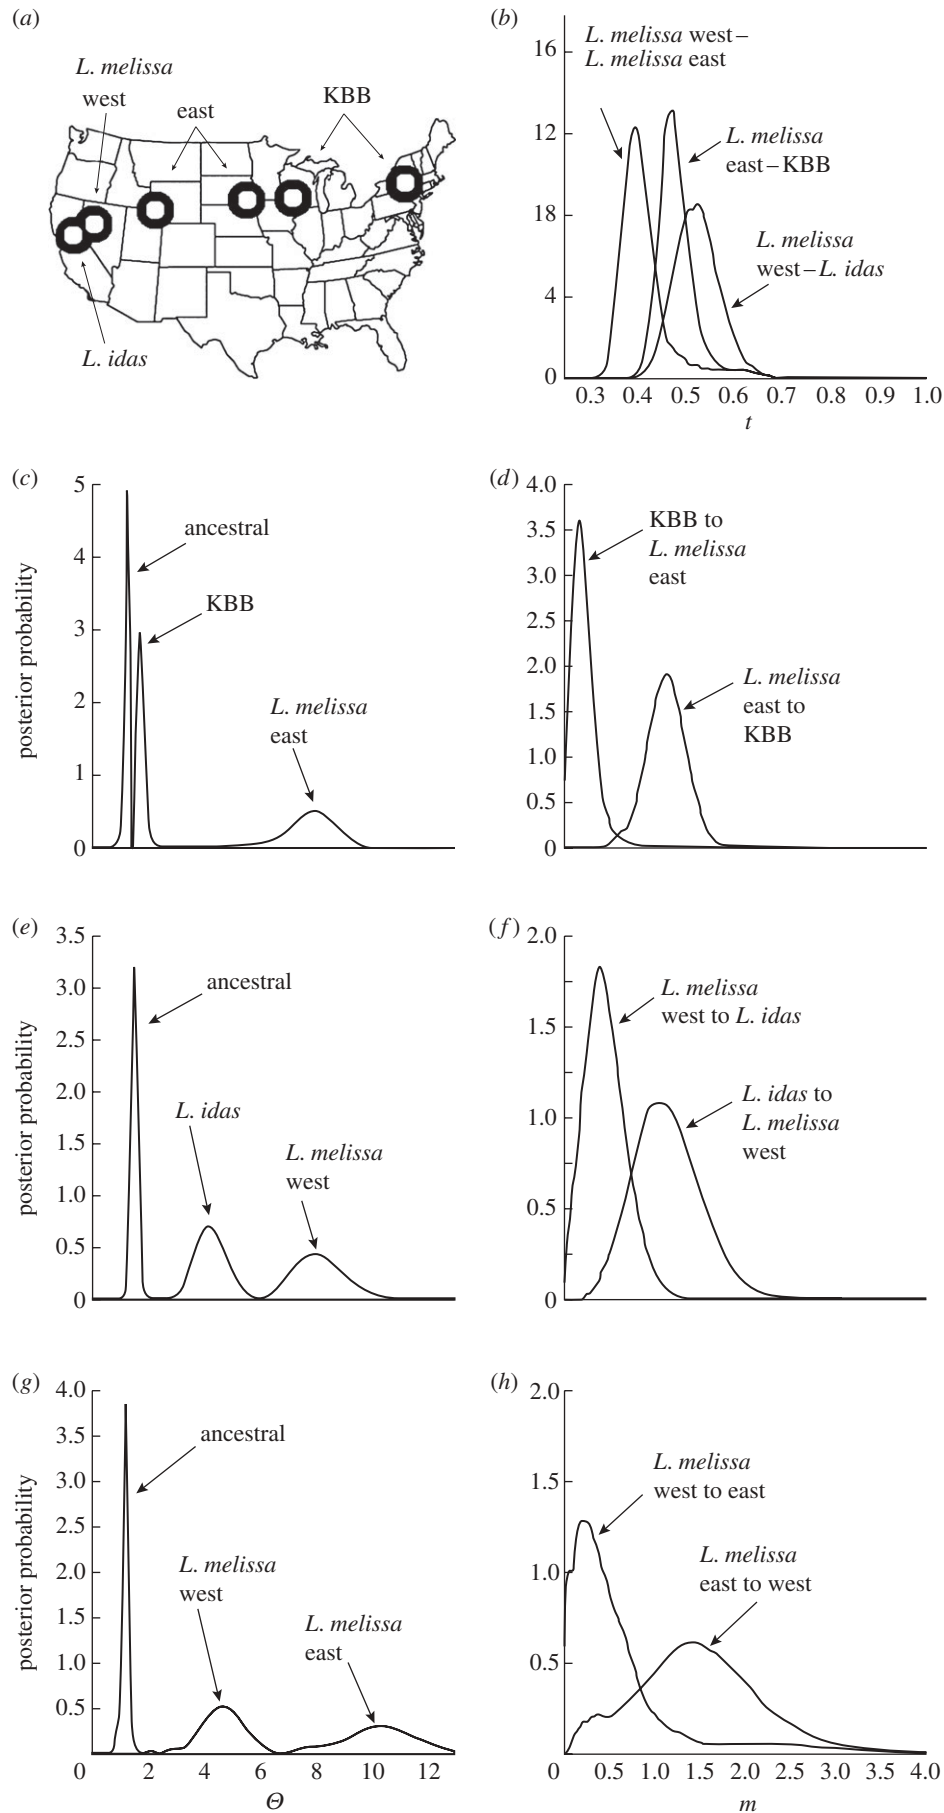 (a)
L. melissa
west
east
KBB
L. idas
(b)
16
12
18
4
0
L. melissa west–
L. melissa east
L. melissa
east–KBB
L. melissa
west–L. idas
0.3 0.4 0.5 0.6 0.7 0.8 0.9 1.0
t
(c)
posterior probability
5
4
3
2
1
0
ancestral
KBB
L. melissa
east
(d)
4.0
3.5
3.0
2.5
2.0
1.5
1.0
0.5
0
KBB to
L. melissa
east
L. melissa
east to
KBB
(e)
posterior probability
3.5
3.0
2.5
2.0
1.5
1.0
0.5
0
ancestral
L. idas
L. melissa
west
(f)
2.0
1.5
1.0
0.5
0
L. melissa
west to L. idas
L. idas to
L. melissa
west
(g)
posterior probability
4.0
3.5
3.0
2.5
2.0
1.5
1.0
0.5
ancestral
L. melissa
west
L. melissa
east
0 2 4 6 8 10 12
Θ
(h)
2.0
1.5
1.0
0.5
L. melissa
west to east
L. melissa
east to west
0 0.5 1.0 1.5 2.0 2.5 3.0 3.5 4.0
m